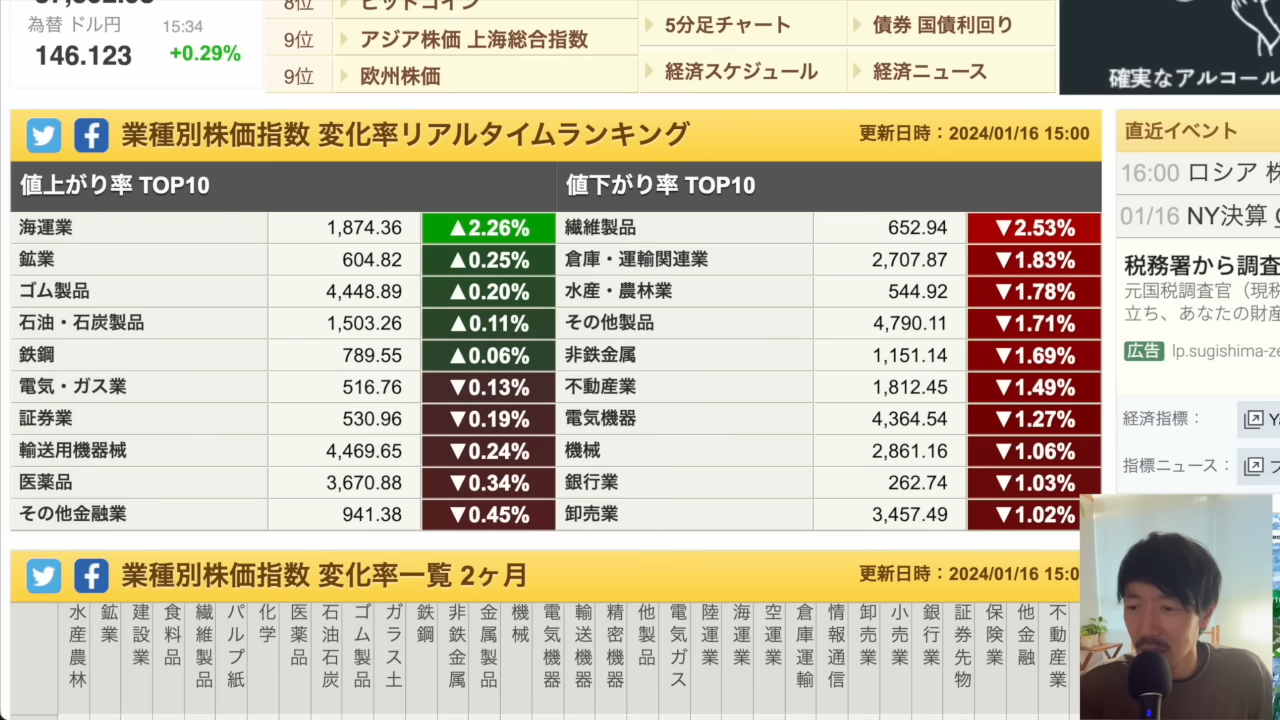 為替 ドル円 15:34
146.123 +0.29%
8位 ビットコイン
9位 アジア株価 上海総合指数
9位 欧州株価
5分足チャート 債券 国債利回り
経済スケジュール 経済ニュース
確実なアルコール
業種別株価指数 変化率リアルタイムランキング 更新日時：2024/01/16 15:00
値上がり率 TOP10 値下がり率 TOP10
海運業 1,874.36 ▲2.26% 繊維製品 652.94 ▼2.53%
鉱業 604.82 ▲0.25% 倉庫・運輸関連業 2,707.87 ▼1.83%
ゴム製品 4,448.89 ▲0.20% 水産・農林業 544.92 ▼1.78%
石油・石炭製品 1,503.26 ▲0.11% その他製品 4,790.11 ▼1.71%
鉄鋼 789.55 ▲0.06% 非鉄金属 1,151.14 ▼1.69%
電気・ガス業 516.76 ▼0.13% 不動産業 1,812.45 ▼1.49%
証券業 530.96 ▼0.19% 電気機器 4,364.54 ▼1.27%
輸送用機器械 4,469.65 ▼0.24% 機械 2,861.16 ▼1.06%
医薬品 3,670.88 ▼0.34% 銀行業 262.74 ▼1.03%
その他金融業 941.38 ▼0.45% 卸売業 3,457.49 ▼1.02%
直近イベント
16:00 ロシア 株
01/16 NY決算
税務署から調査
元国税調査官（現税
立ち、あなたの財産
広告 lp.sugishima-ze
経済指標：
指標ニュース：
業種別株価指数 変化率一覧 2ヶ月 更新日時：2024/01/16 15:0
水産農林
鉱業
建設業
食料品
繊維製品
パルプ紙
化学
医薬品
石油石炭
ゴム製品
ガラス土
鉄鋼
非鉄金属
金属製品
機械
電気機器
輸送機器
精密機器
他製品
電気ガス
陸運業
海運業
空運業
倉庫運輸
情報通信
卸売業
小売業
銀行業
証券先物
保険業
他金融
不動産業